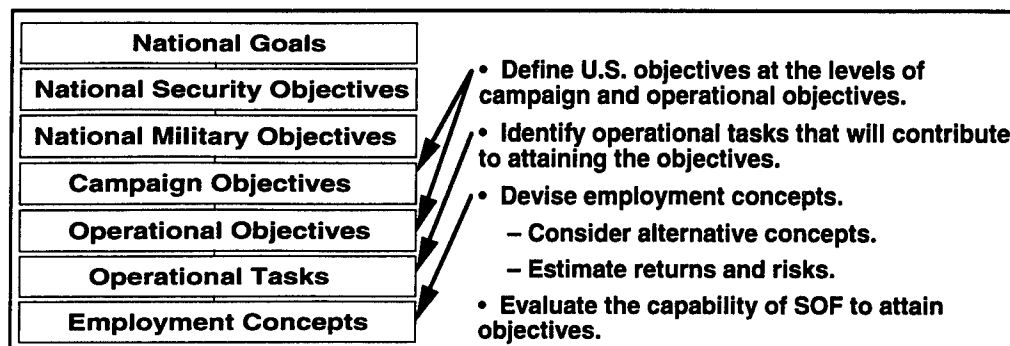 National Goals
National Security Objectives
National Military Objectives
Campaign Objectives
Operational Objectives
Operational Tasks
Employment Concepts
• Define U.S. objectives at the levels of
campaign and operational objectives.
• Identify operational tasks that will contribute
to attaining the objectives.
• Devise employment concepts.
– Consider alternative concepts.
– Estimate returns and risks.
• Evaluate the capability of SOF to attain
objectives.